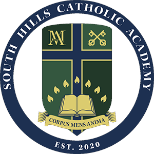 SOUTH HILLS CATHOLIC ACADEMY
CORPUS MENS ANIMA
EST. 2020